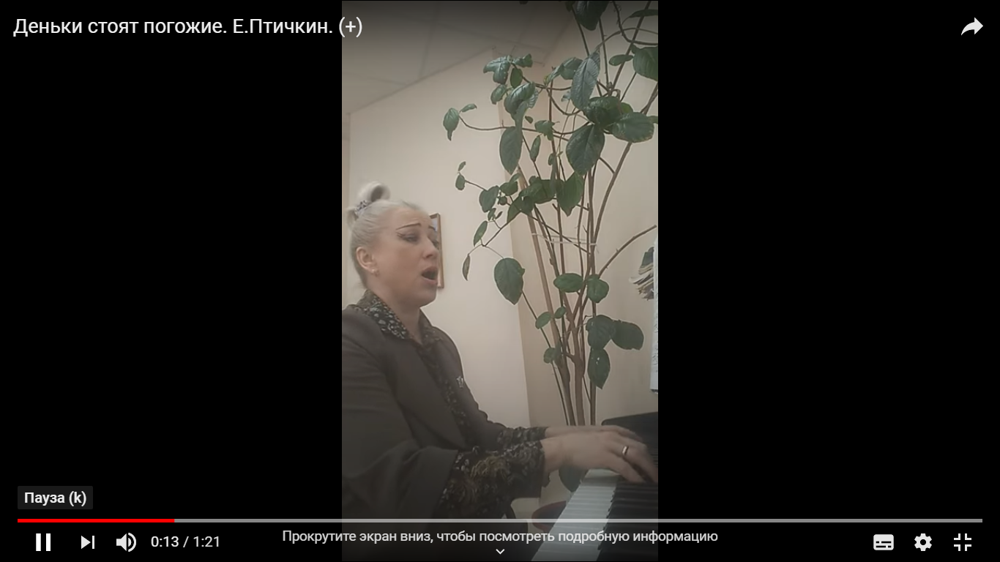 Деньки стоят погожие. Е.Птичкин. (+)
Пауза (k)
0:13 / 1:21
Прокрутите экран вниз, чтобы посмотреть подробную информацию